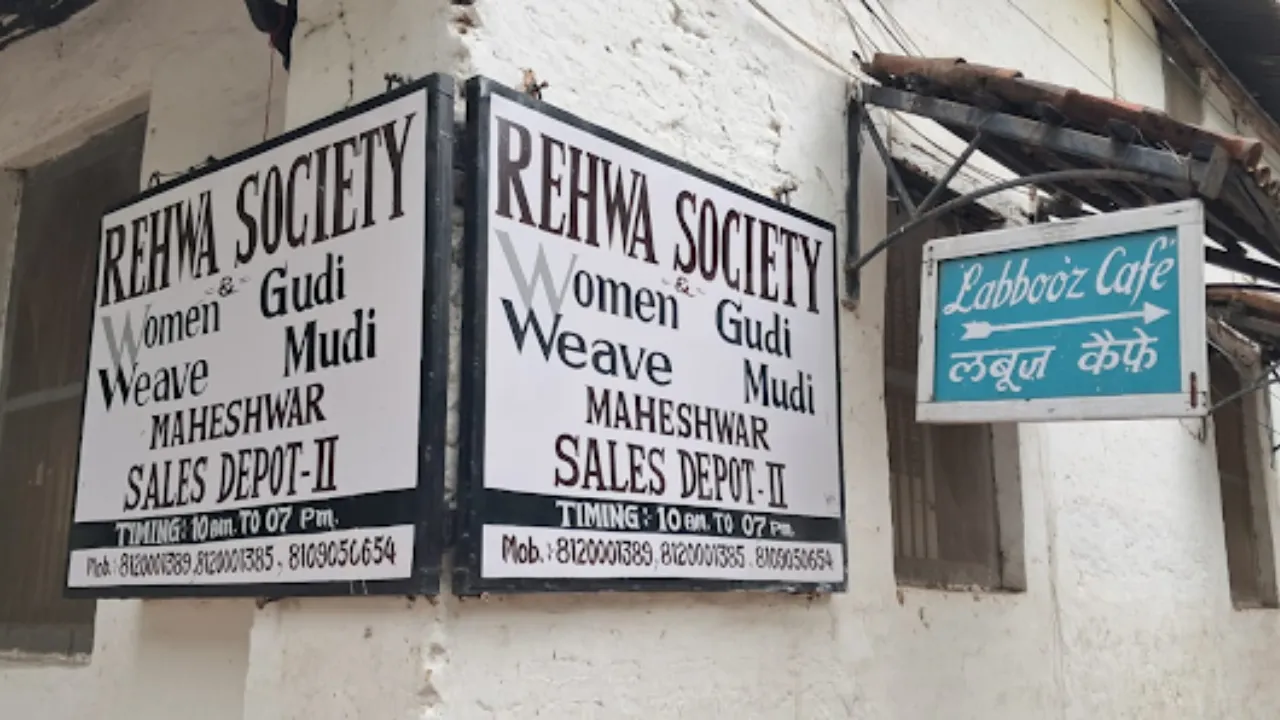 REHWA SOCIETY
Women & Gudi
Weave Mudi
MAHESHWAR
SALES DEPOT-II
TIMING: 10 am. TO 07 Pm.
Mob.:-8120001389,8120001385, 8109050654
REHWA SOCIETY
Women & Gudi
Weave Mudi
MAHESHWAR
SALES DEPOT-II
TIMING: 10 am. TO 07 Pm.
Mob.:-8120001389,8120001385, 8109050654
Labboo'z Café
लबूज़ कैफ़े